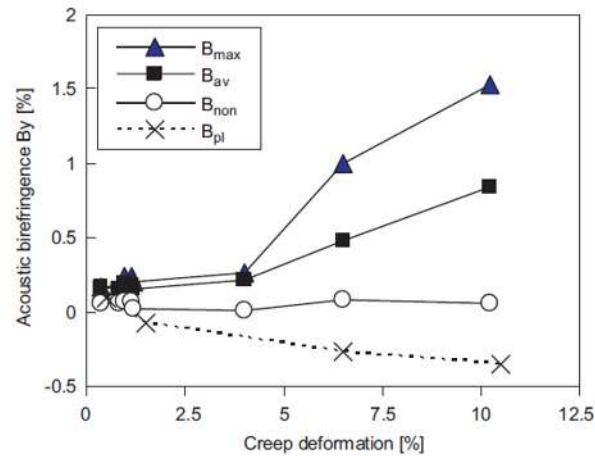 2
1.5
1
0.5
0
-0.5
Acoustic birefringence By [%]
Bmax
Bav
Bnon
Bpl
0 2.5 5 7.5 10 12.5
Creep deformation [%]